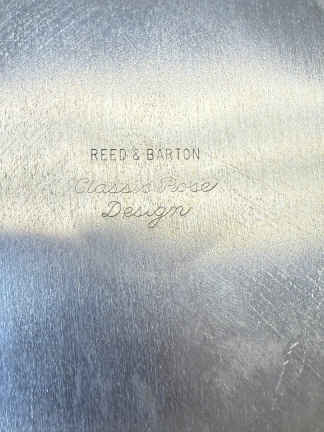 REED & BARTON
Classic Rose
Design